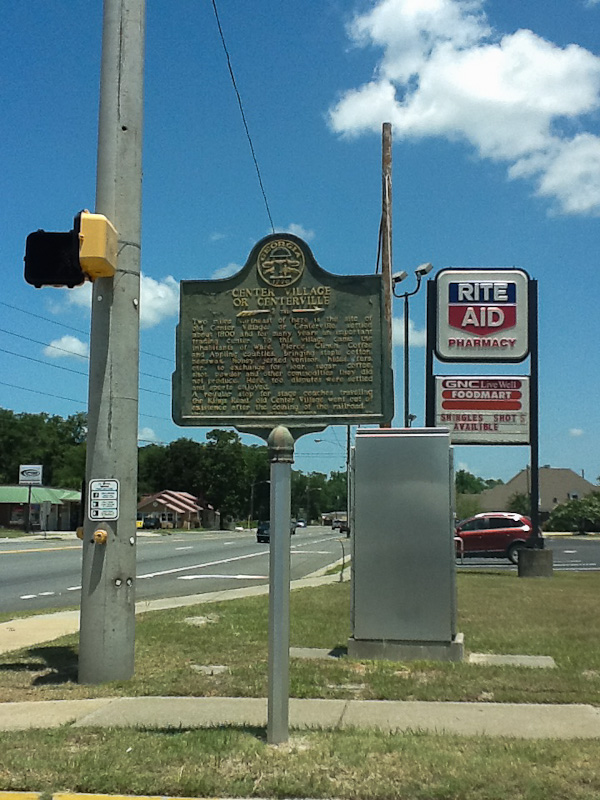 GEORGIA
1776
CENTER VILLAGE
OR CENTERVILLE
Two miles northeast of here is the site of
old Center Village, or Centerville, settled
about 1800 and for many years an important
trading center. To this village came the
inhabitants of Ware, Pierce, Clinch, Coffee
and Appling counties, bringing staple cotton,
beeswax, honey, jerked venison, hides, furs,
etc., to exchange for flour, sugar, coffee,
shot, powder and other commodities they did
not produce. Here, too, disputes were settled
and sports enjoyed.
A regular stop for stage coaches travelling
the Kings Road, old Center Village went out of
existence after the coming of the railroad.
RITE
AID
PHARMACY
GNC LiveWell
FOODMART
SHINGLES SHOTS
AVAILIBLE